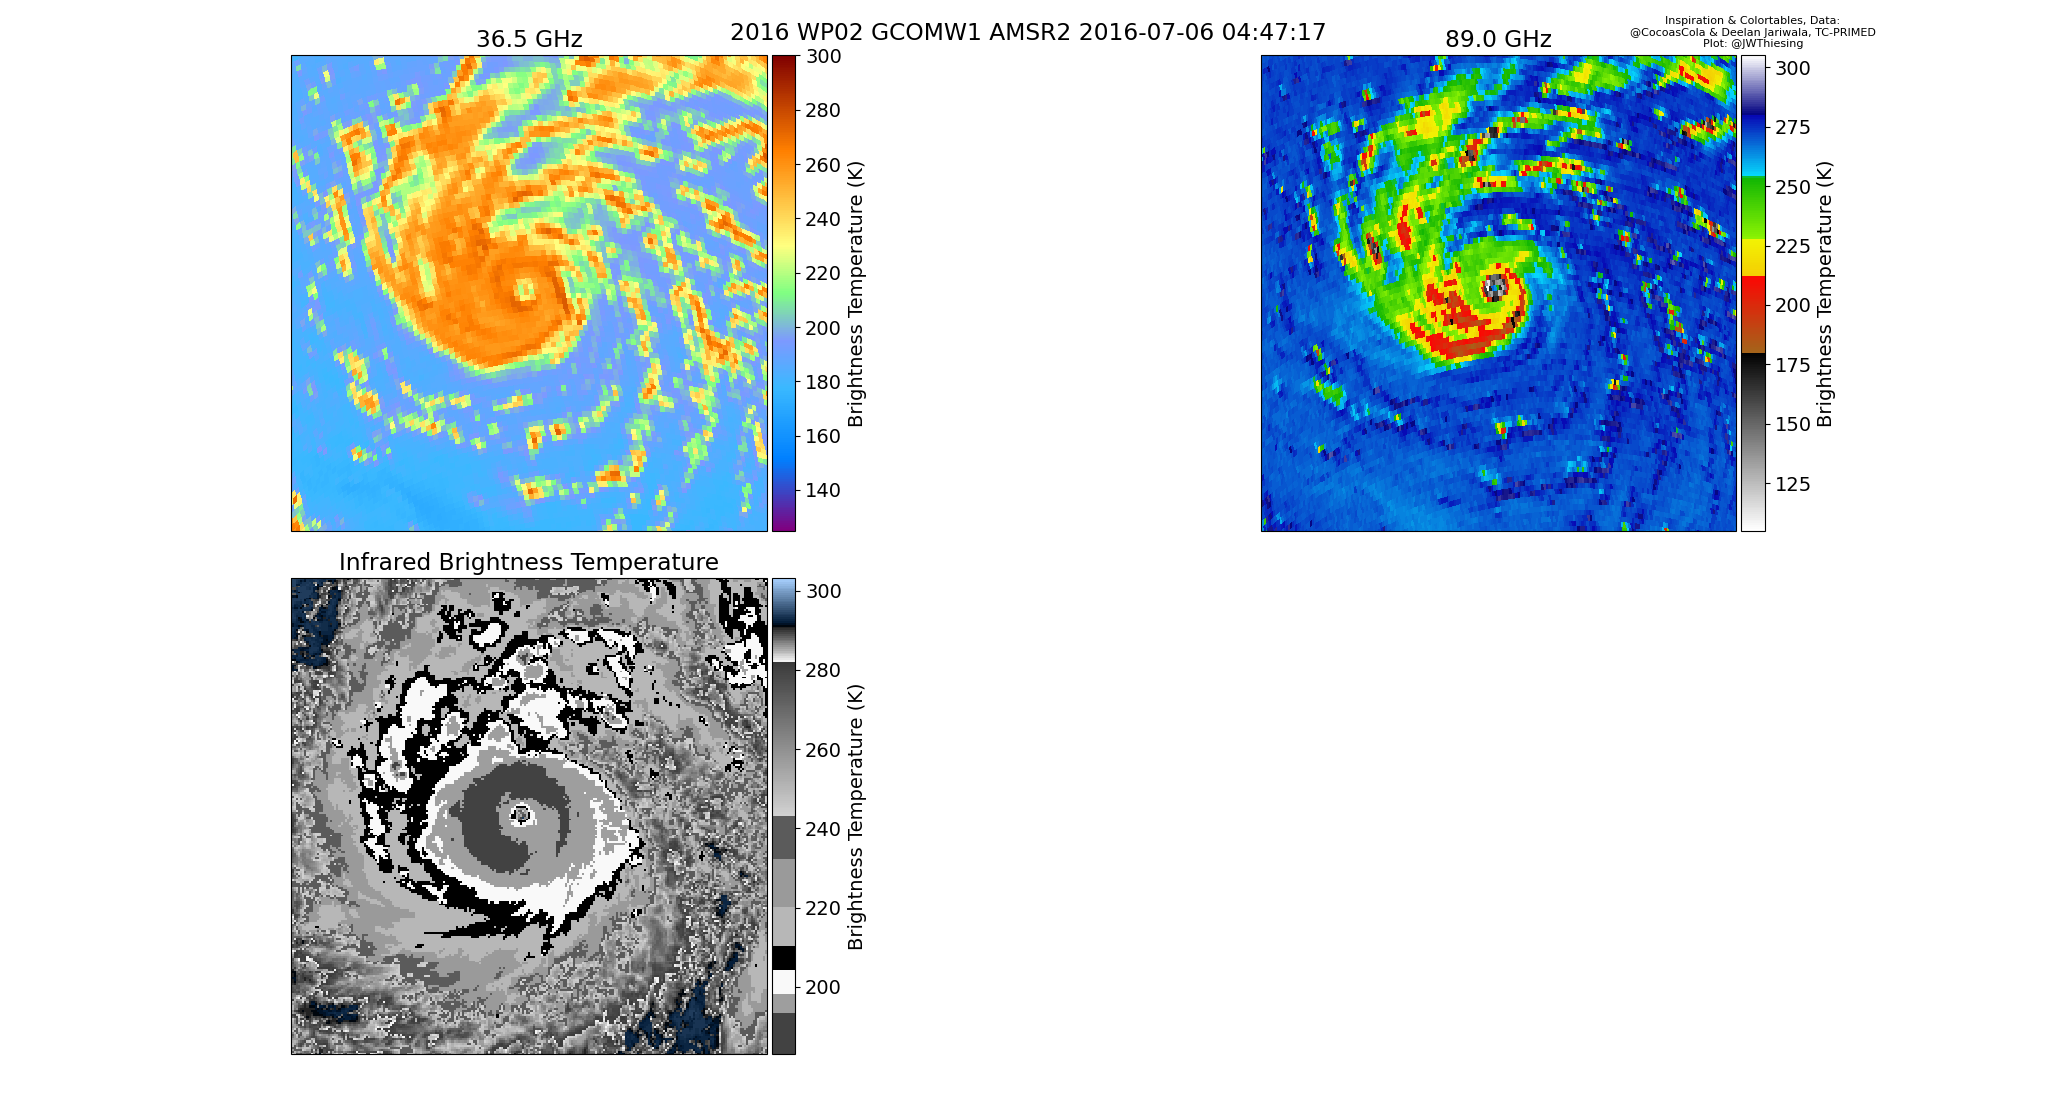 2016 WP02 GCOMW1 AMSR2 2016-07-06 04:47:17
Inspiration & Colortables, Data:
@CocoasCola & Deelan Jariwala, TC-PRIMED
Plot: @JWThiesing
36.5 GHz
300
280
260
240
220
200
180
160
140
Brightness Temperature (K)
89.0 GHz
300
275
250
225
200
175
150
125
Brightness Temperature (K)
Infrared Brightness Temperature
300
280
260
240
220
200
Brightness Temperature (K)